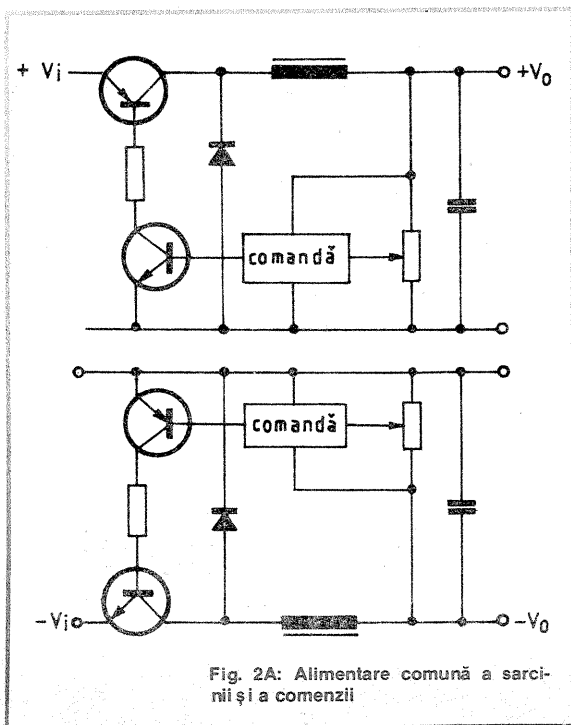 + Vi
+V₀
comandă
comandă
-Vi
-V₀
Fig. 2A: Alimentare comună a sarci-
nii și a comenzii